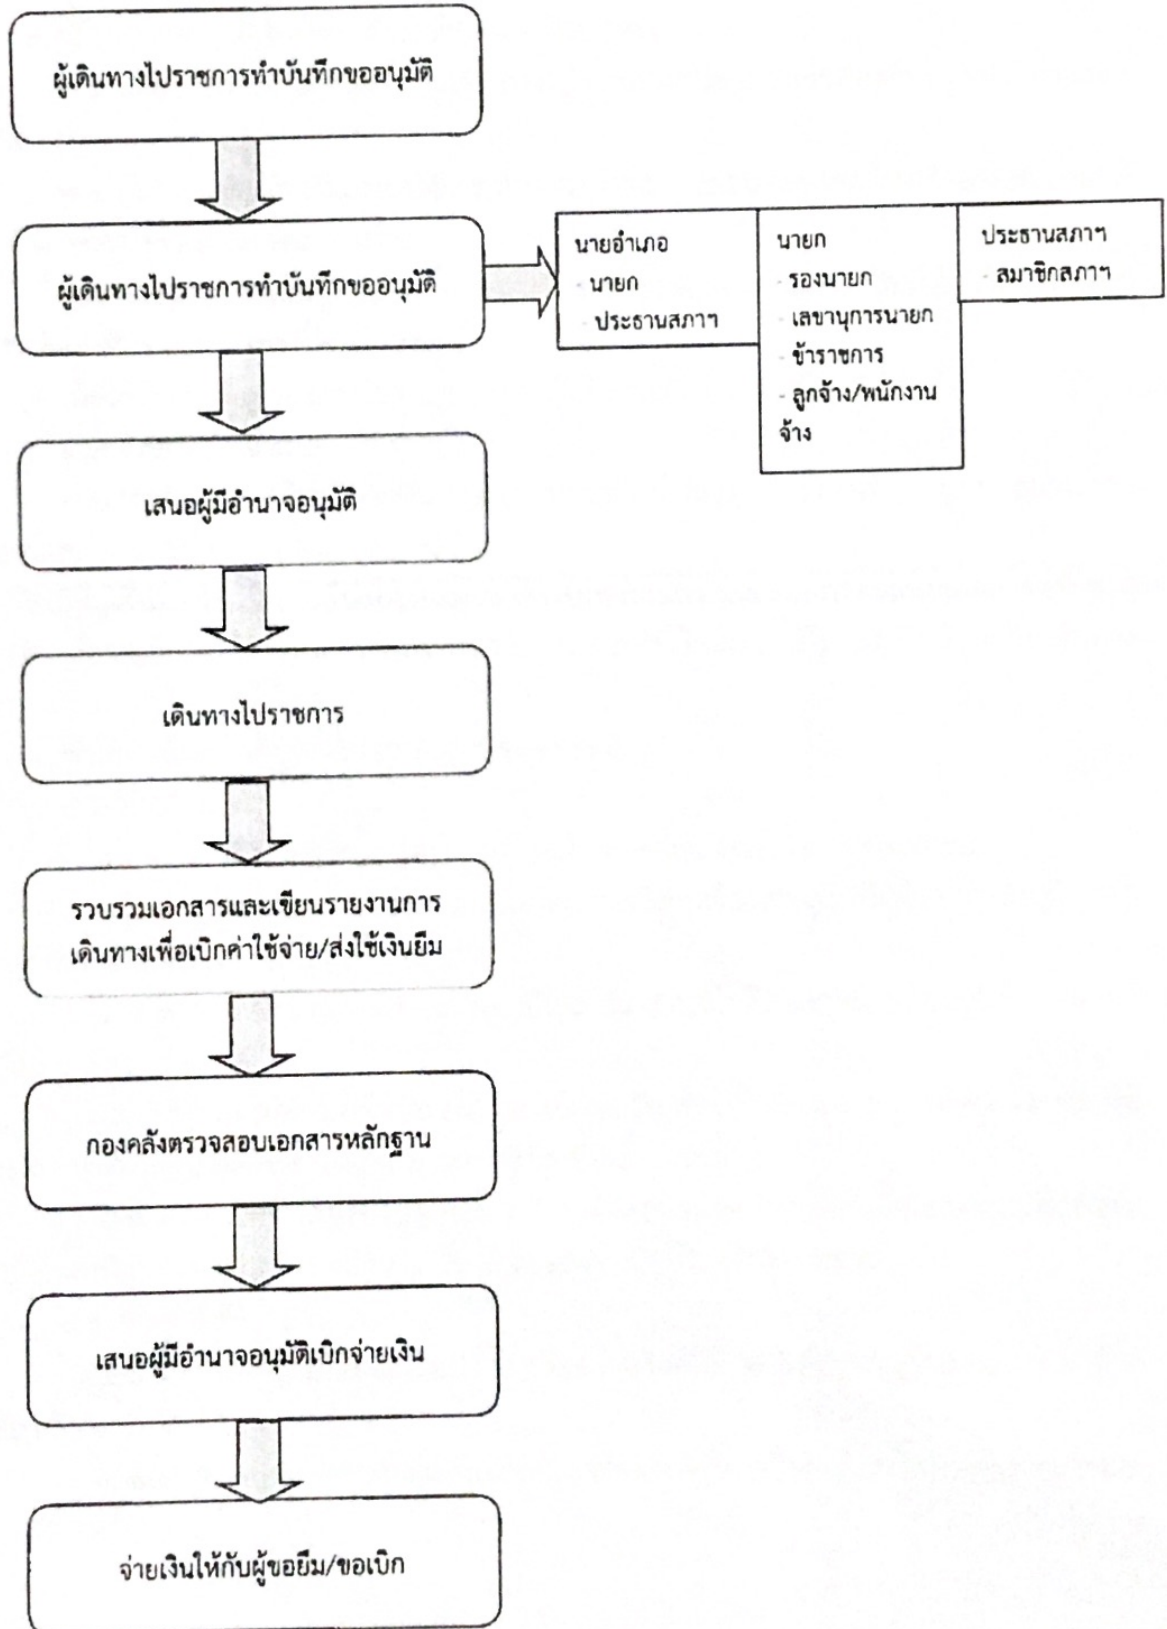 ผู้เดินทางไปราชการทำบันทึกขออนุมัติ
ผู้เดินทางไปราชการทำบันทึกขออนุมัติ
นายอำเภอ
- นายก
- ประธานสภาฯ
นายก
- รองนายก
- เลขานุการนายก
- ข้าราชการ
- ลูกจ้าง/พนักงาน
จ้าง
ประธานสภาฯ
- สมาชิกสภาฯ
เสนอผู้มีอำนาจอนุมัติ
เดินทางไปราชการ
รวบรวมเอกสารและเขียนรายงานการ
เดินทางเพื่อเบิกค่าใช้จ่าย/ส่งใช้เงินยืม
กองคลังตรวจสอบเอกสารหลักฐาน
เสนอผู้มีอำนาจอนุมัติเบิกจ่ายเงิน
จ่ายเงินให้กับผู้ขอยืม/ขอเบิก